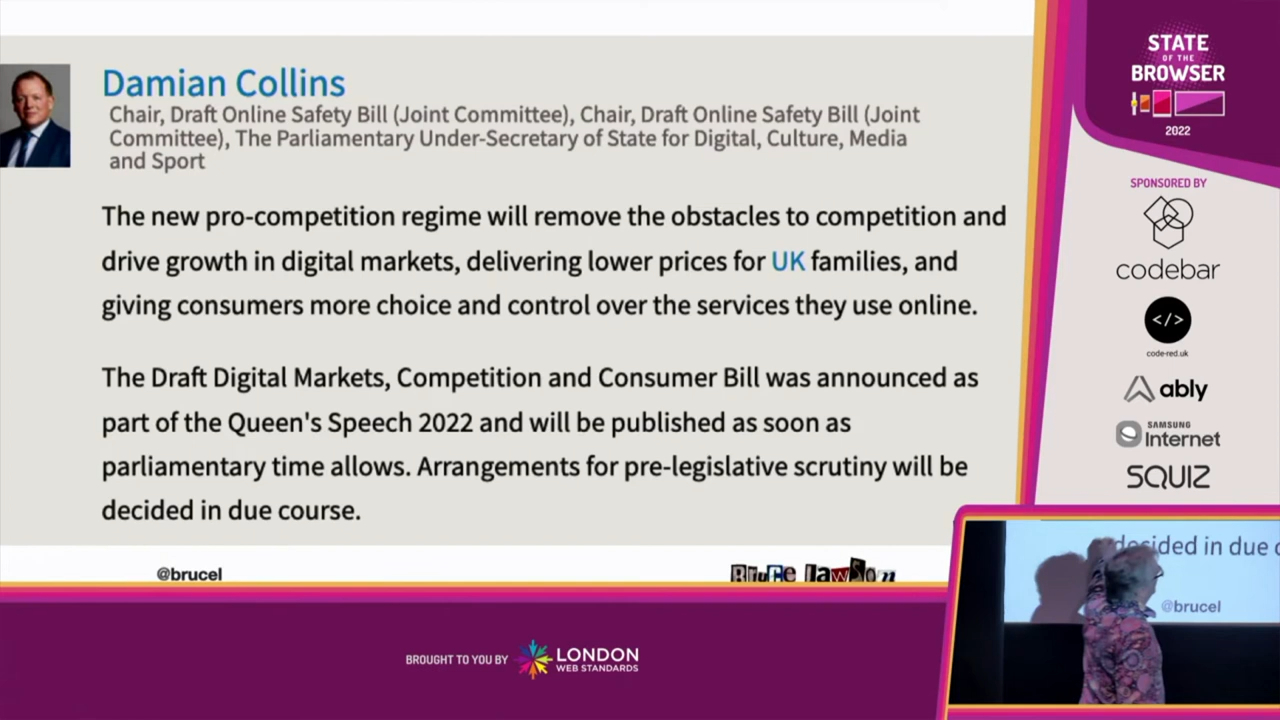 Damian Collins
Chair, Draft Online Safety Bill (Joint Committee), Chair, Draft Online Safety Bill (Joint
Committee), The Parliamentary Under-Secretary of State for Digital, Culture, Media
and Sport
The new pro-competition regime will remove the obstacles to competition and
drive growth in digital markets, delivering lower prices for UK families, and
giving consumers more choice and control over the services they use online.
The Draft Digital Markets, Competition and Consumer Bill was announced as
part of the Queen's Speech 2022 and will be published as soon as
parliamentary time allows. Arrangements for pre-legislative scrutiny will be
decided in due course.
@brucel
Bruce Lawson
STATE
OF THE
BROWSER
2022
SPONSORED BY
codebar
</>
code-red.uk
ably
SAMSUNG
Internet
SQUIZ
decided in due c
@brucel
BROUGHT TO YOU BY
LONDON
WEB STANDARDS